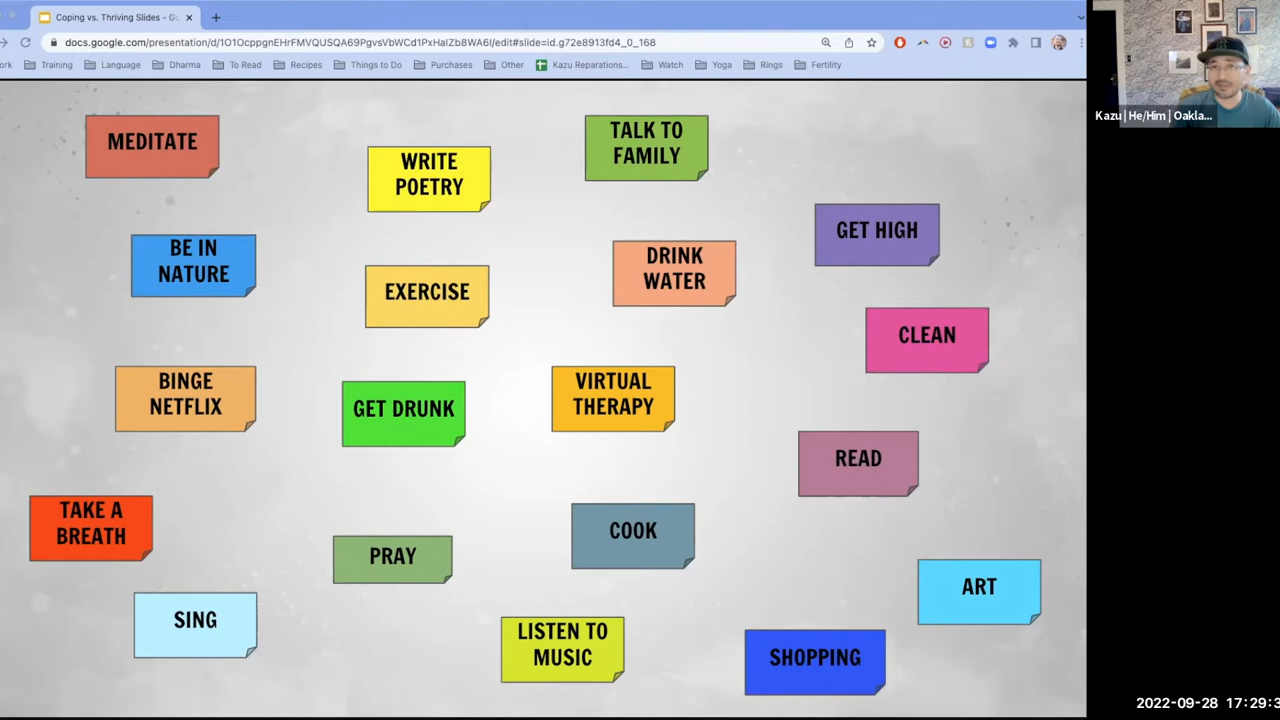 Coping vs. Thriving Slides - Go
docs.google.com/presentation/d/1O1OcppgnEHrFMVQUSQA69PgvsVbWCd1PxHaIZb8WA6I/edit#slide=id.g72e8913fd4_0_168
ork Training Language Dharma To Read Recipes Things to Do Purchases Other Kazu Reparations... Watch Yoga Rings Fertility
Kazu | He/Him | Oakla...
MEDITATE
WRITE
POETRY
TALK TO
FAMILY
GET HIGH
BE IN
NATURE
EXERCISE
DRINK
WATER
CLEAN
BINGE
NETFLIX
GET DRUNK
VIRTUAL
THERAPY
READ
TAKE A
BREATH
PRAY
COOK
ART
SING
LISTEN TO
MUSIC
SHOPPING
2022-09-28 17:29:3